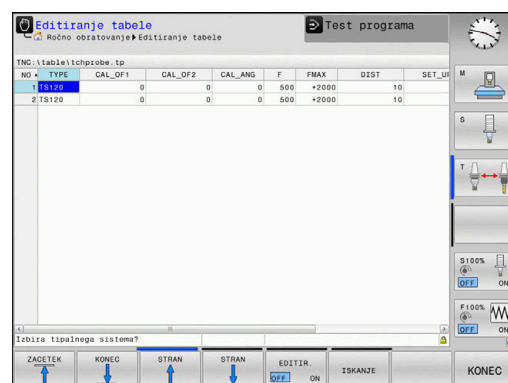 Editiranje tabele
Ročno obratovanje▸Editiranje tabele
Test programa
TNC:\table\tchprobe.tp
NO TYPE CAL_OF1 CAL_OF2 CAL_ANG F FMAX DIST
1 TS120 0 0 0 500 +2000 10
2 TS120 0 0 0 500 +2000 10
Izbira tipalnega sistema?
M
S
T
S100%
OFF ON
F100%
OFF ON
ZACETEK KONEC STRAN STRAN EDITIR. ISKANJE KONEC
OFF ON